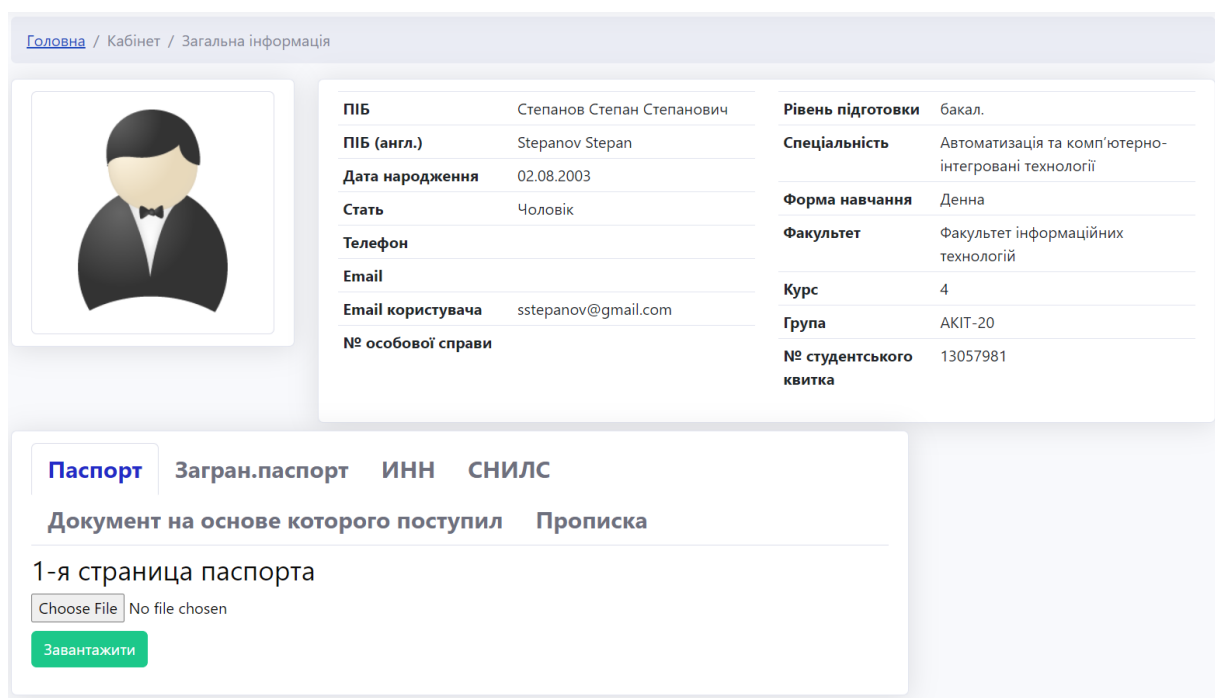 Головна / Кабінет / Загальна інформація
ПІБ Степанов Степан Степанович
ПІБ (англ.) Stepanov Stepan
Дата народження 02.08.2003
Стать Чоловік
Телефон
Email
Email користувача sstepanov@gmail.com
№ особової справи
Рівень підготовки бакал.
Спеціальність Автоматизація та комп’ютерно-
інтегровані технології
Форма навчання Денна
Факультет Факультет інформаційних
технологій
Курс 4
Група АКІТ-20
№ студентського 13057981
квитка
Паспорт Загран.паспорт ИНН СНИЛС
Документ на основе которого поступил Прописка
1-я страница паспорта
Choose File No file chosen
Завантажити